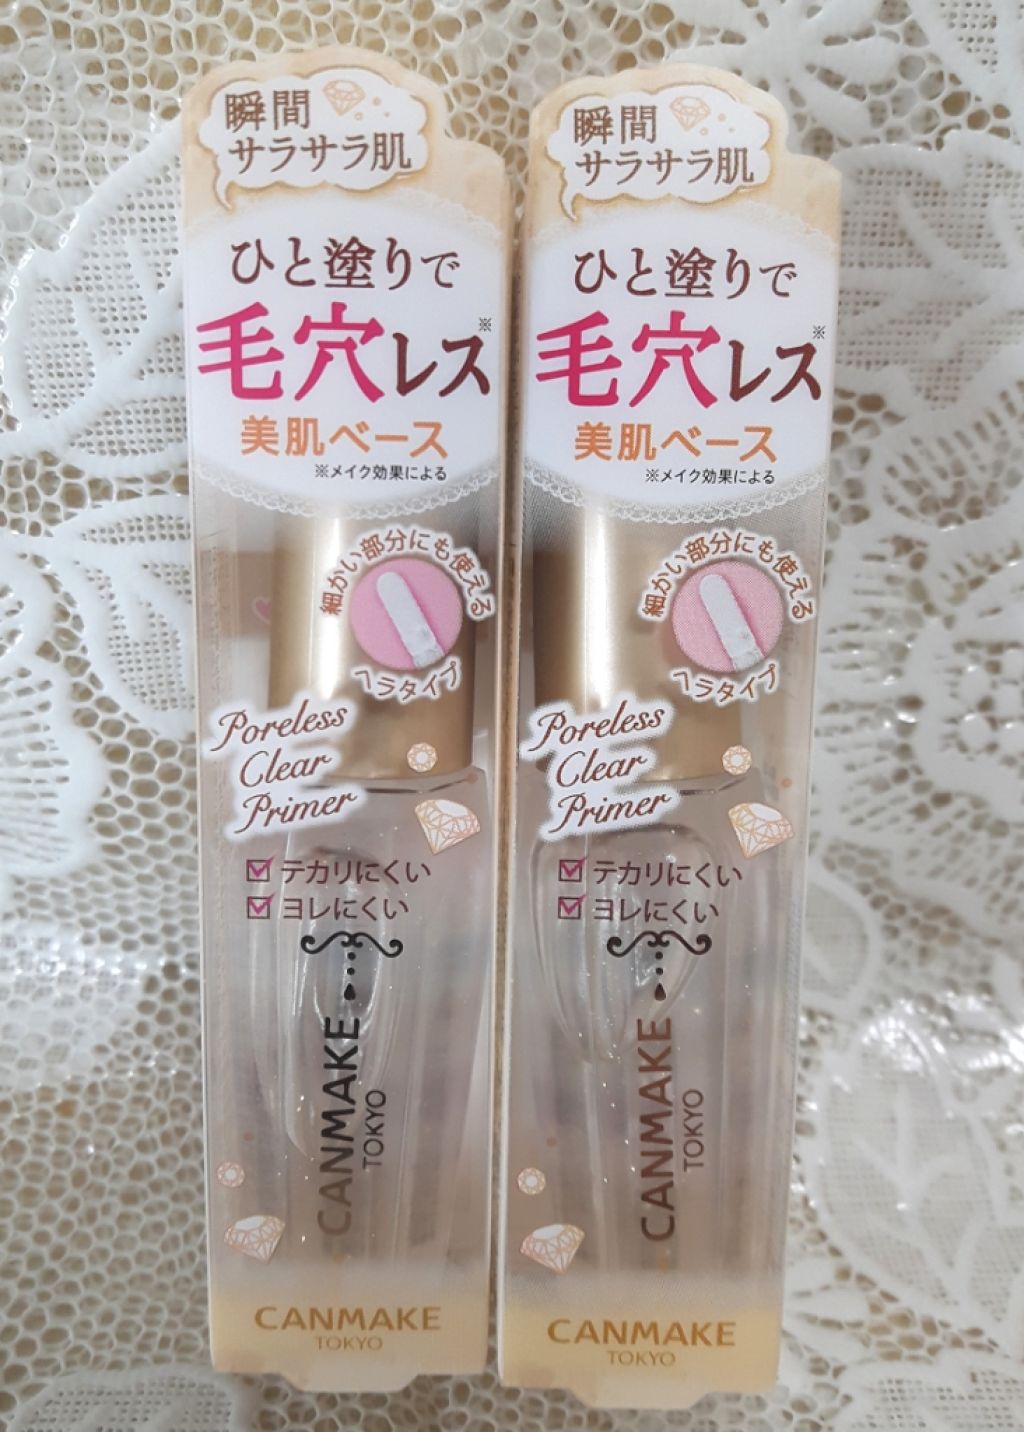 瞬間
サラサラ肌
ひと塗りで
毛穴レス※
美肌ベース
※メイク効果による
細かい部分にも使える
ヘラタイプ
Poreless
Clear
Primer
テカリにくい
ヨレにくい
CANMAKE
TOKYO
CANMAKE
TOKYO
瞬間
サラサラ肌
ひと塗りで
毛穴レス※
美肌ベース
※メイク効果による
細かい部分にも使える
ヘラタイプ
Poreless
Clear
Primer
テカリにくい
ヨレにくい
CANMAKE
TOKYO
CANMAKE
TOKYO